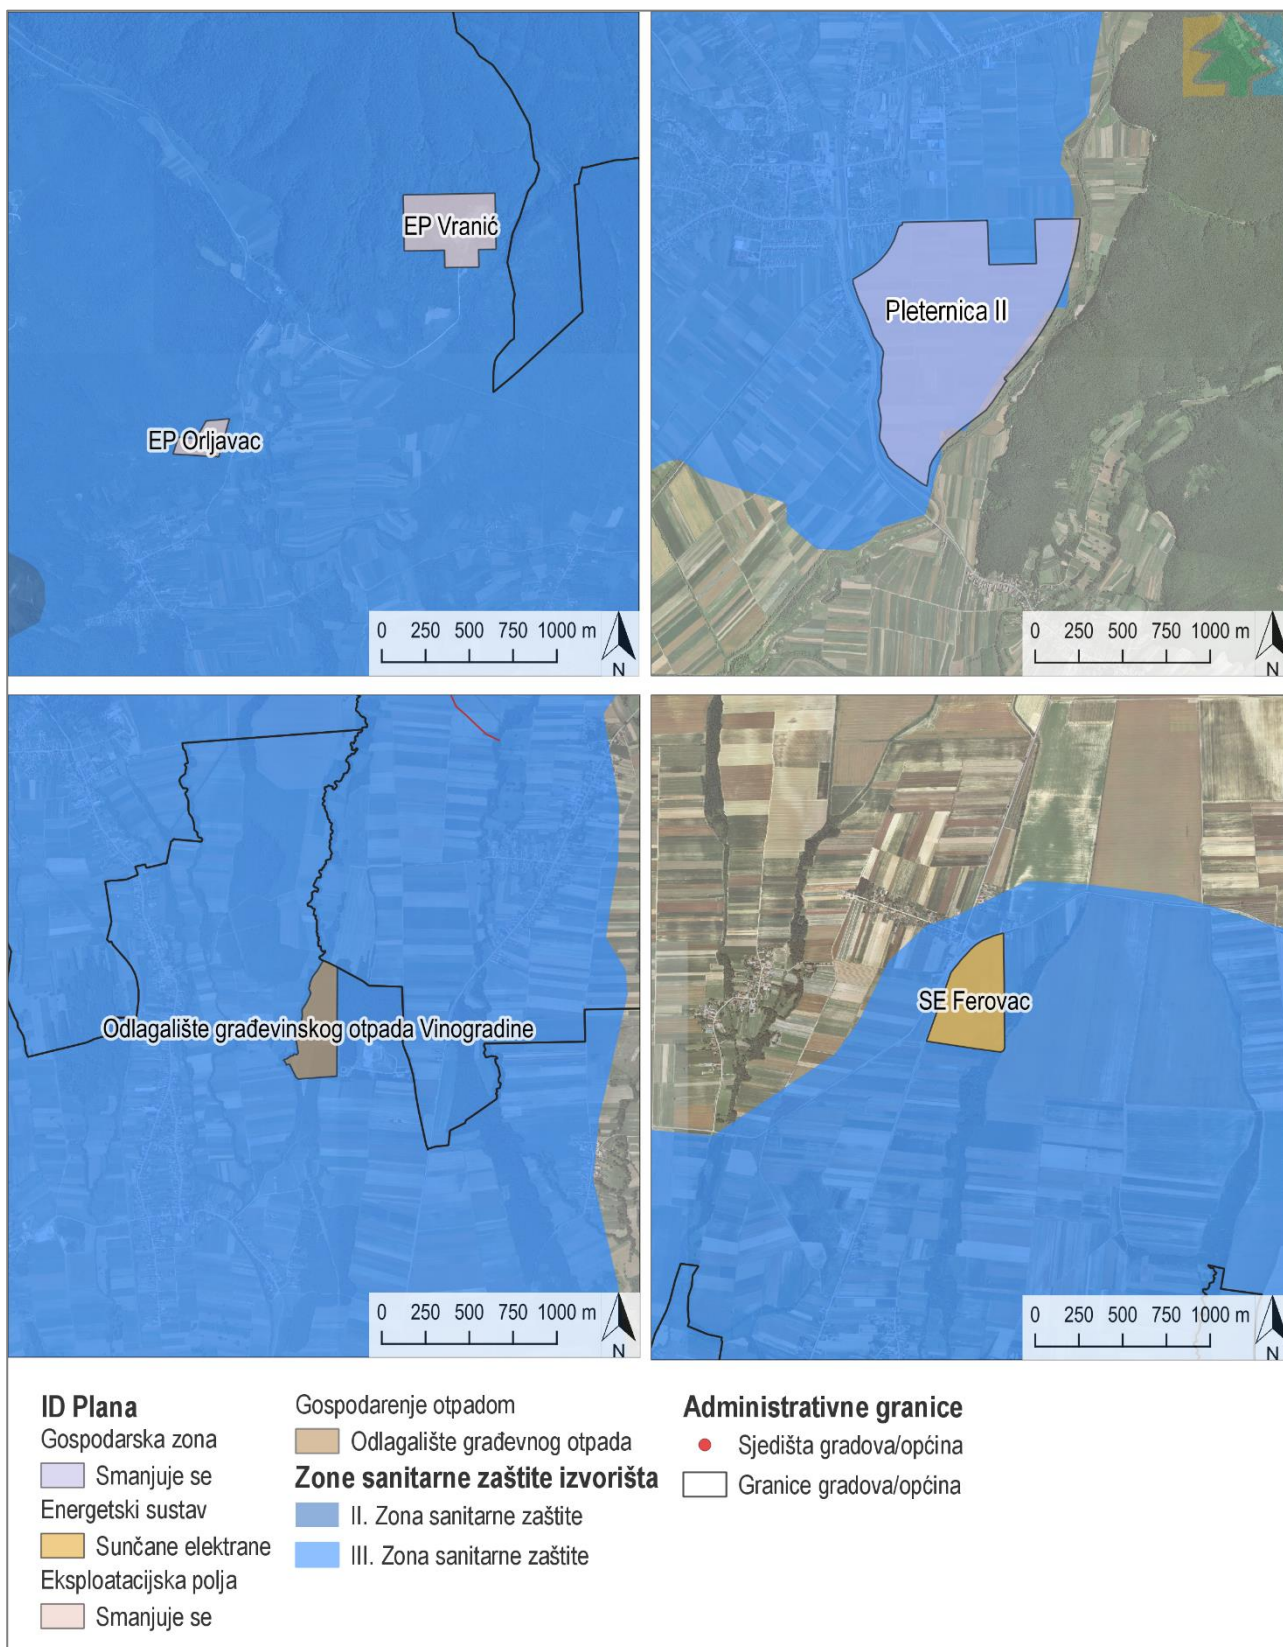 EP Vranić
EP Orljavac
0 250 500 750 1000 m
N
Pleternica II
0 250 500 750 1000 m
N
Odlagalište građevinskog otpada Vinogradine
0 250 500 750 1000 m
N
SE Ferovac
0 250 500 750 1000 m
N
ID Plana
Gospodarska zona
Smanjuje se
Energetski sustav
Sunčane elektrane
Eksploatacijska polja
Smanjuje se
Gospodarenje otpadom
Odlagalište građevnog otpada
Zone sanitarne zaštite izvorišta
II. Zona sanitarne zaštite
III. Zona sanitarne zaštite
Administrativne granice
Sjedišta gradova/općina
Granice gradova/općina